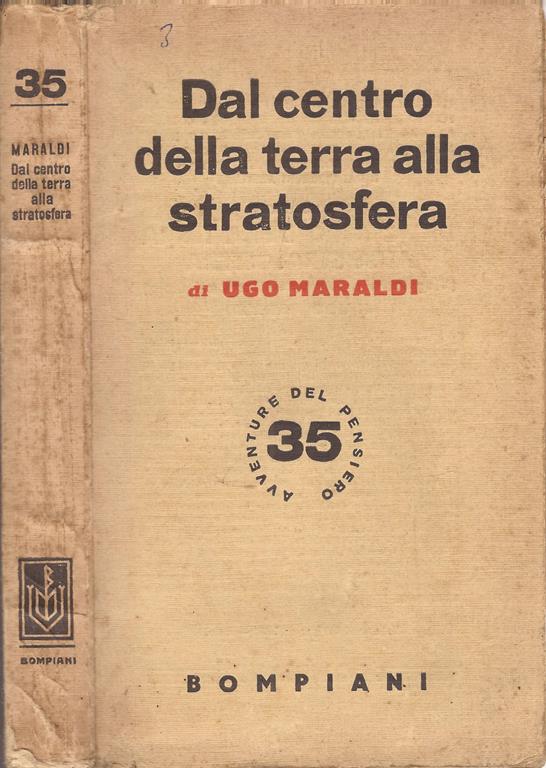 35
MARALDI
Dal centro
della terra
alla
stratosfera
BOMPIANI
3
Dal centro
della terra alla
stratosfera
di UGO MARALDI
AVVENTURE DEL PENSIERO
35
BOMPIANI